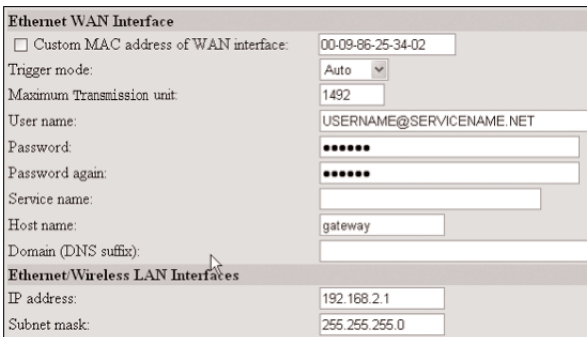 Ethernet WAN Interface
Custom MAC address of WAN interface: 00-09-86-25-34-02
Trigger mode: Auto
Maximum Transmission unit: 1492
User name: USERNAME@SERVICENAME.NET
Password: ●●●●●●
Password again: ●●●●●●
Service name:
Host name: gateway
Domain (DNS suffix):
Ethernet/Wireless LAN Interfaces
IP address: 192.168.2.1
Subnet mask: 255.255.255.0